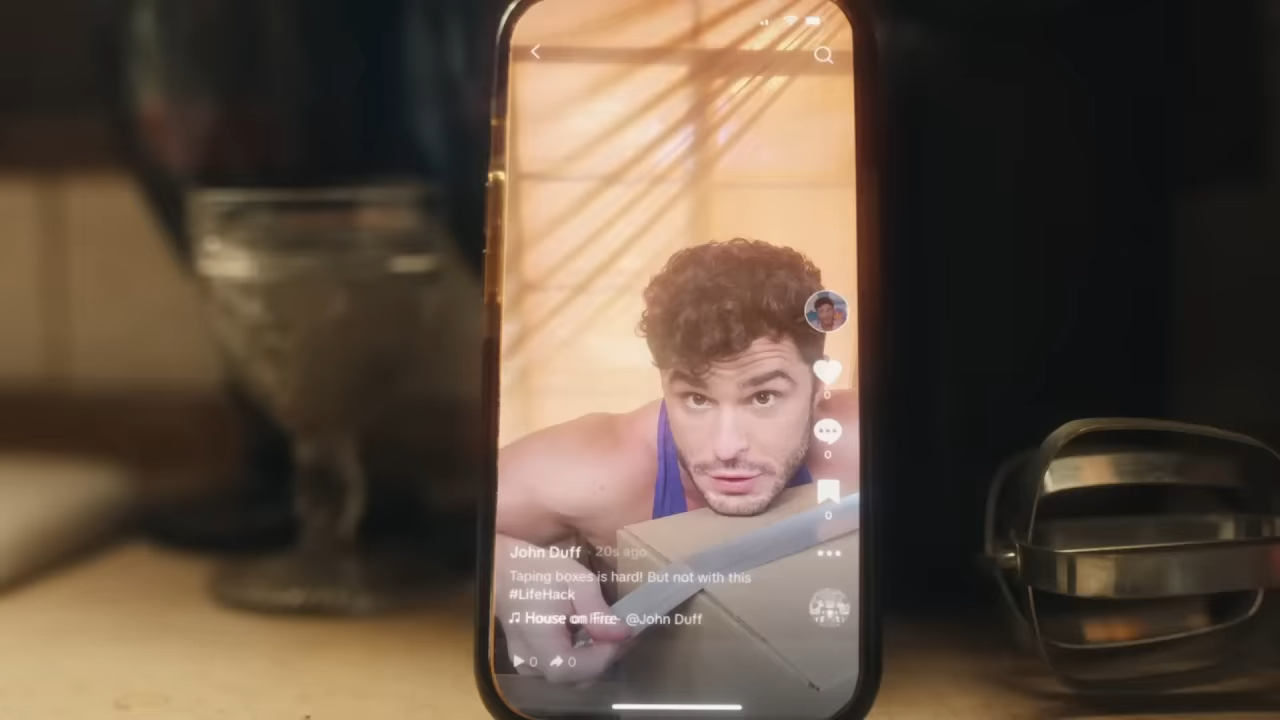 0
0
0
John Duff · 20s ago
Taping boxes is hard! But not with this
#LifeHack
House on Fire @John Duff
0 0